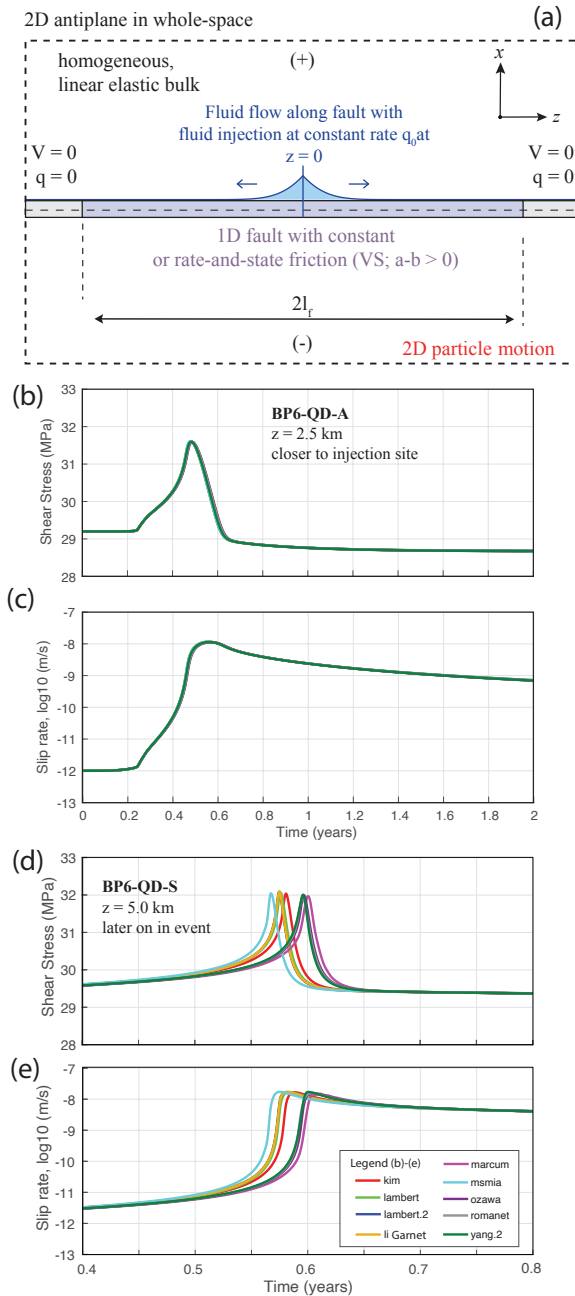 2D antiplane in whole-space
(a)
homogeneous,
linear elastic bulk
(+)
x
z
Fluid flow along fault with
fluid injection at constant rate q₀at
z = 0
V = 0
q = 0
V = 0
q = 0
1D fault with constant
or rate-and-state friction (VS; a-b > 0)
2l_f
(-)
2D particle motion
(b)
33
32
31
30
29
28
Shear Stress (MPa)
BP6-QD-A
z = 2.5 km
closer to injection site
(c)
-7
-8
-9
-10
-11
-12
-13
Slip rate, log10 (m/s)
0 0.2 0.4 0.6 0.8 1 1.2 1.4 1.6 1.8 2
Time (years)
(d)
33
32
31
30
29
28
Shear Stress (MPa)
BP6-QD-S
z = 5.0 km
later on in event
(e)
-7
-8
-9
-10
-11
-12
-13
Slip rate, log10 (m/s)
Legend (b)-(e)
kim
lambert
lambert.2
li Garnet
marcum
msmia
ozawa
romanet
yang.2
0.4 0.5 0.6 0.7 0.8
Time (years)